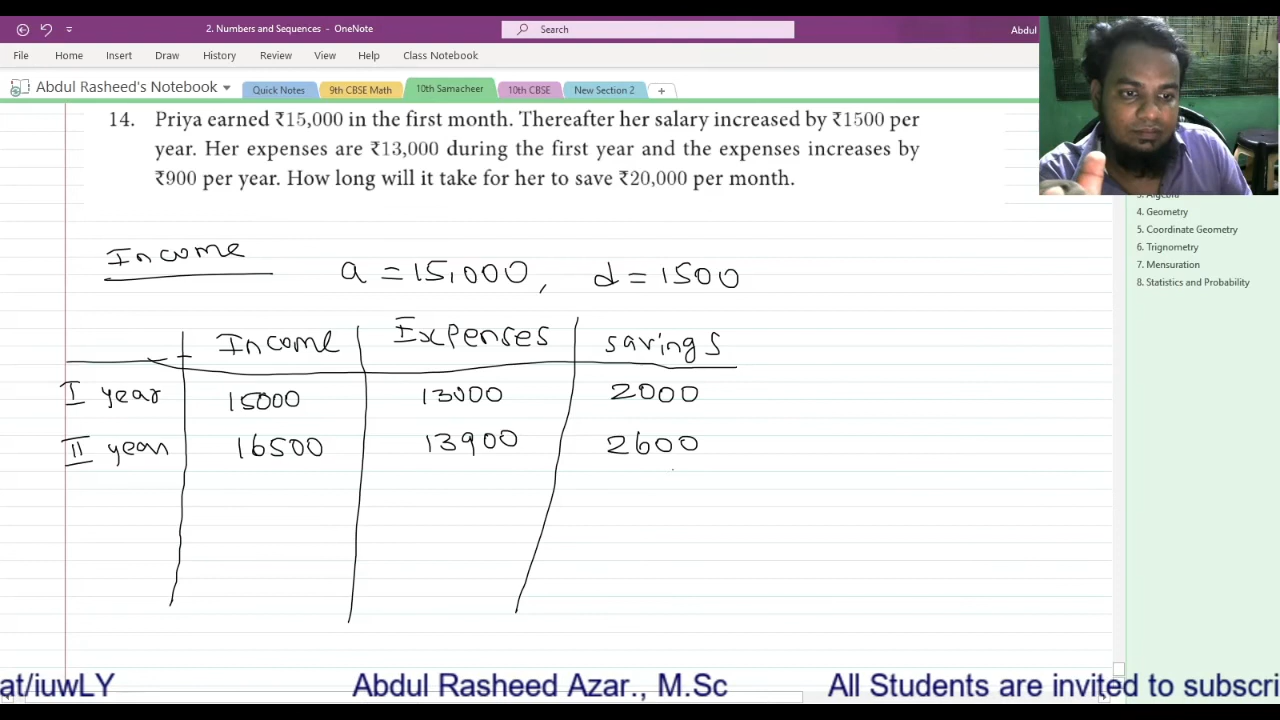 2. Numbers and Sequences - OneNote
Search
Abdul
File Home Insert Draw History Review View Help Class Notebook
Abdul Rasheed's Notebook Quick Notes 9th CBSE Math 10th Samacheer 10th CBSE New Section 2 +
14. Priya earned ₹15,000 in the first month. Thereafter her salary increased by ₹1500 per
year. Her expenses are ₹13,000 during the first year and the expenses increases by
₹900 per year. How long will it take for her to save ₹20,000 per month.
3. Algebra
4. Geometry
5. Coordinate Geometry
6. Trignometry
7. Mensuration
8. Statistics and Probability
Income
a = 15,000, d = 1500
Income Expenses savings
I year 15000 13000 2000
II year 16500 13900 2600
at/iuwLY Abdul Rasheed Azar., M.Sc All Students are invited to subscri